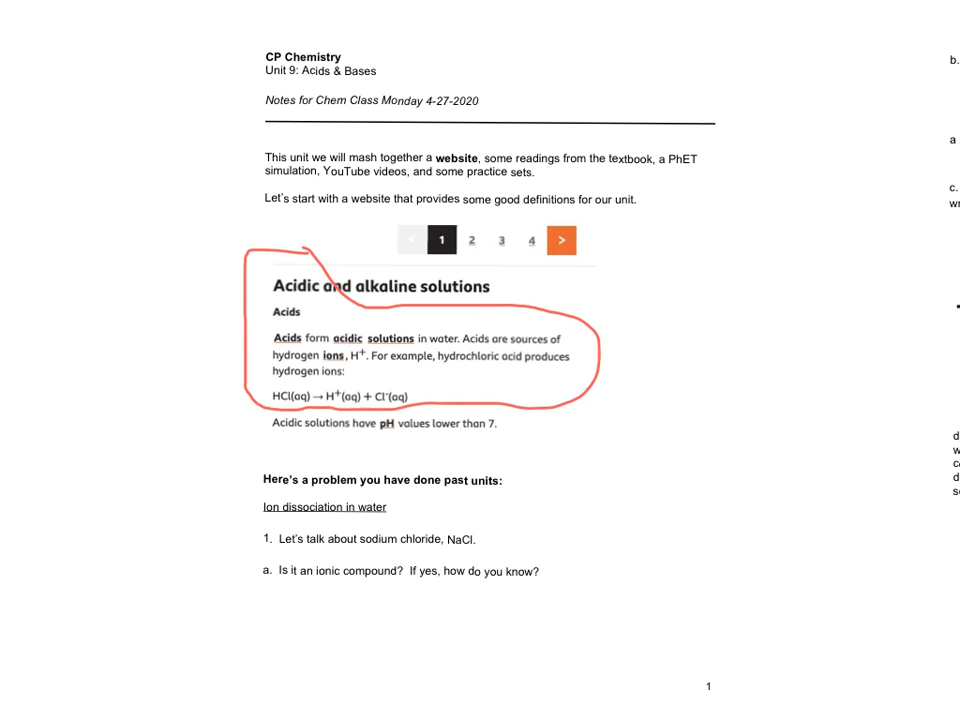 CP Chemistry
Unit 9: Acids & Bases
Notes for Chem Class Monday 4-27-2020
This unit we will mash together a website, some readings from the textbook, a PhET
simulation, YouTube videos, and some practice sets.
Let's start with a website that provides some good definitions for our unit.
< 1 2 3 4 >
Acidic and alkaline solutions
Acids
Acids form acidic solutions in water. Acids are sources of
hydrogen ions, H⁺. For example, hydrochloric acid produces
hydrogen ions:
HCl(aq) → H⁺(aq) + Cl⁻(aq)
Acidic solutions have pH values lower than 7.
Here's a problem you have done past units:
Ion dissociation in water
1. Let's talk about sodium chloride, NaCl.
a. Is it an ionic compound? If yes, how do you know?
1
b.
a
c.